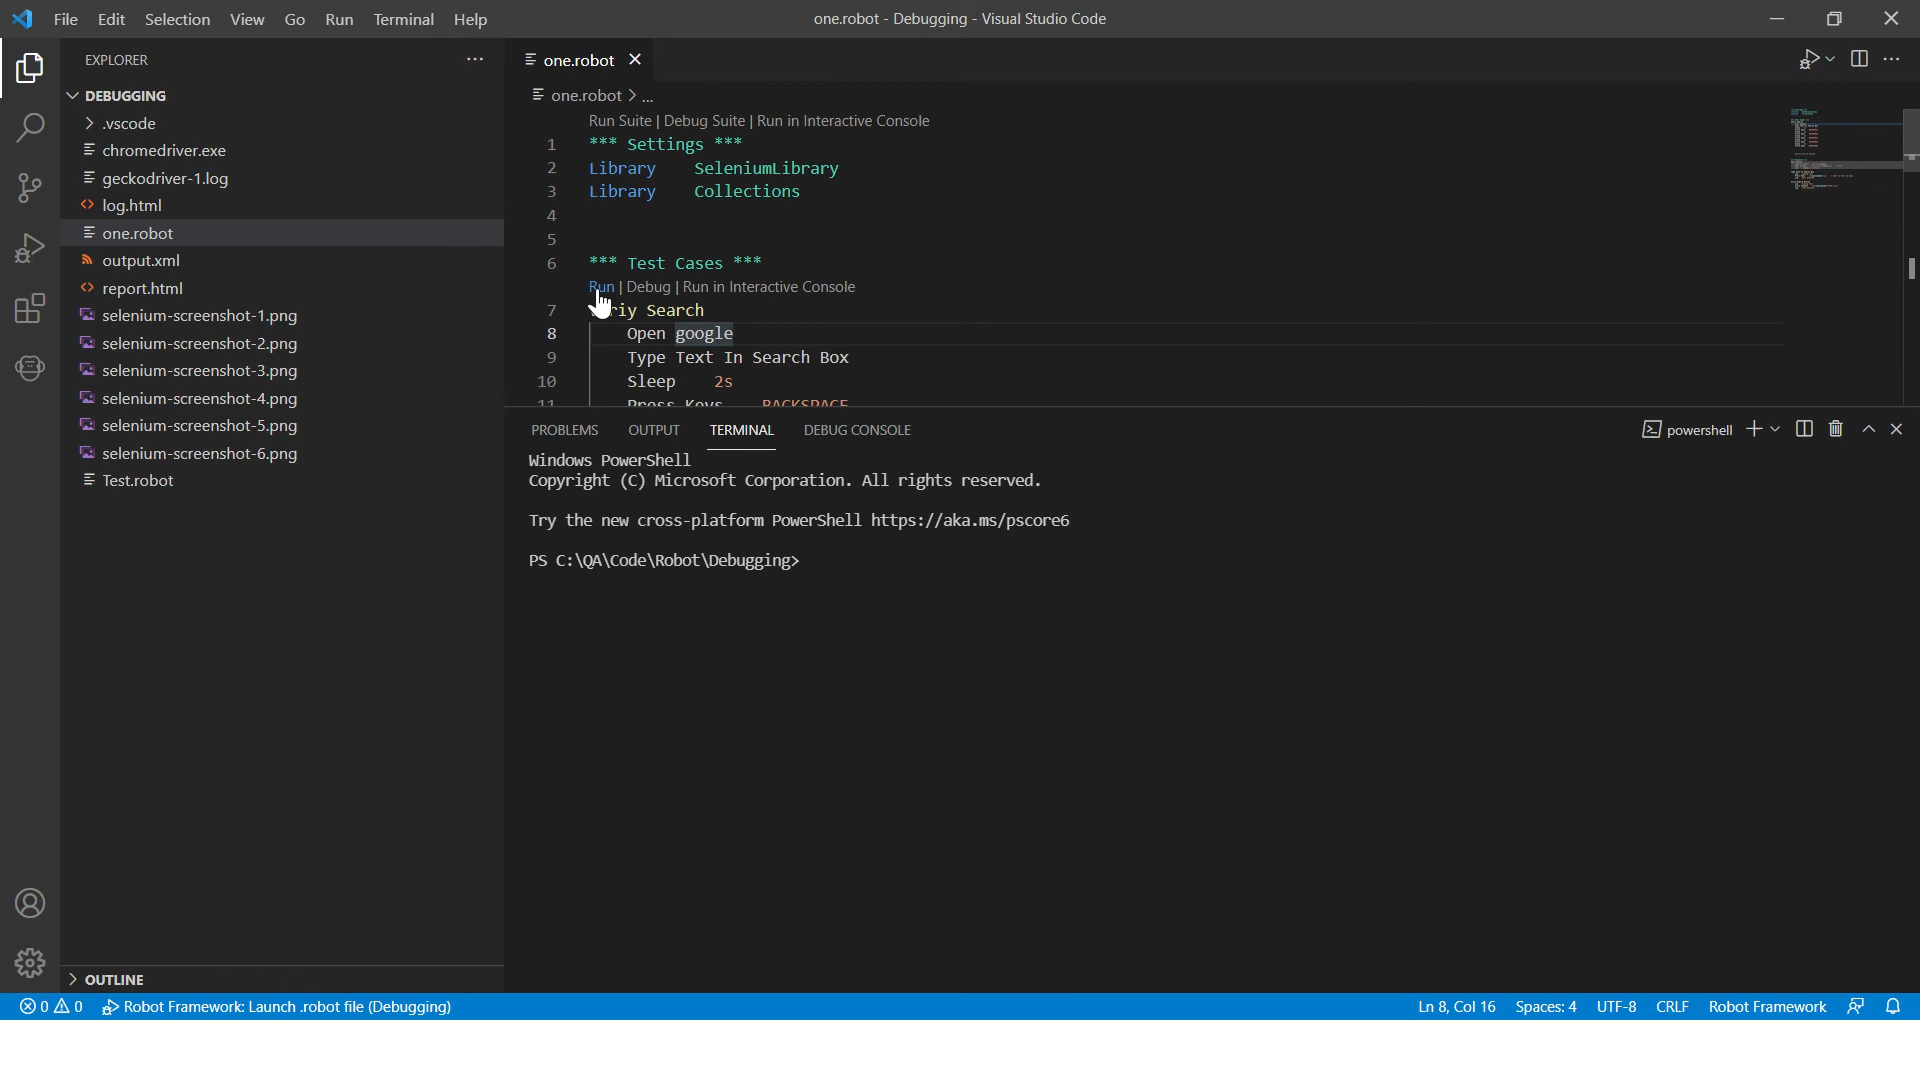 File Edit Selection View Go Run Terminal Help
one.robot - Debugging - Visual Studio Code
EXPLORER
DEBUGGING
.vscode
chromedriver.exe
geckodriver-1.log
log.html
one.robot
output.xml
report.html
selenium-screenshot-1.png
selenium-screenshot-2.png
selenium-screenshot-3.png
selenium-screenshot-4.png
selenium-screenshot-5.png
selenium-screenshot-6.png
Test.robot
OUTLINE
one.robot
one.robot > ...
Run Suite | Debug Suite | Run in Interactive Console
1 *** Settings ***
2 Library SeleniumLibrary
3 Library Collections
4
5
6 *** Test Cases ***
Run | Debug | Run in Interactive Console
7 Search
8 Open google
9 Type Text In Search Box
10 Sleep 2s
11 Press Keys BACKSPACE
PROBLEMS OUTPUT TERMINAL DEBUG CONSOLE
powershell
Windows PowerShell
Copyright (C) Microsoft Corporation. All rights reserved.
Try the new cross-platform PowerShell https://aka.ms/pscore6
PS C:\QA\Code\Robot\Debugging>
0 0 Robot Framework: Launch .robot file (Debugging)
Ln 8, Col 16 Spaces: 4 UTF-8 CRLF Robot Framework